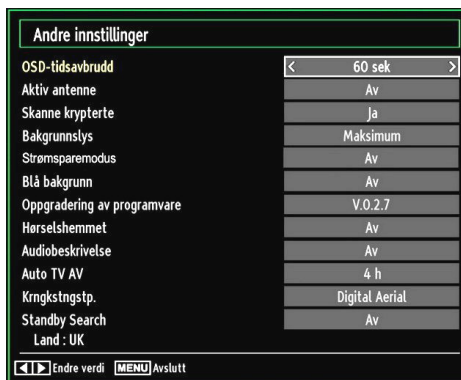 Andre innstillinger
OSD-tidsavbrudd < 60 sek >
Aktiv antenne Av
Skanne krypterte Ja
Bakgrunnslys Maksimum
Strømsparemodus Av
Blå bakgrunn Av
Oppgradering av programvare V.0.2.7
Hørselshemmet Av
Audiobeskrivelse Av
Auto TV AV 4 h
Krngkstngstp. Digital Aerial
Standby Search Av
Land : UK
Endre verdi MENU Avslutt